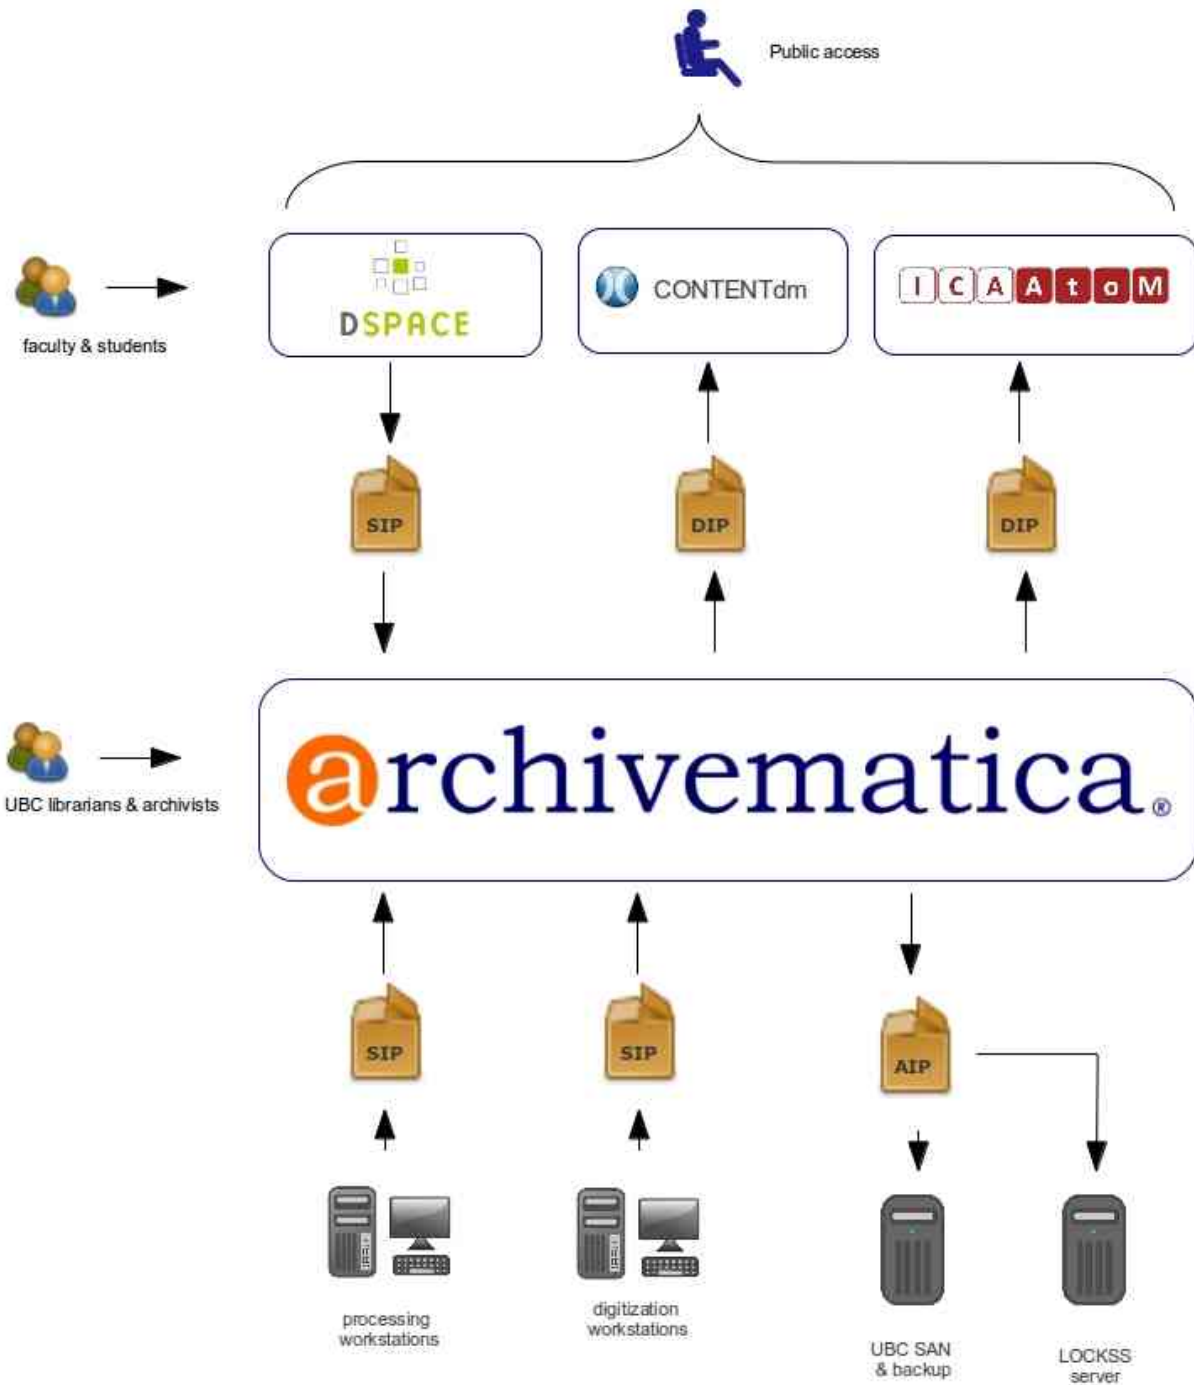 Public access
DSPACE
CONTENTdm
ICAAtoM
faculty & students
SIP
DIP
DIP
archivematica®
UBC librarians & archivists
SIP
SIP
AIP
processing
workstations
digitization
workstations
UBC SAN
& backup
LOCKSS
server